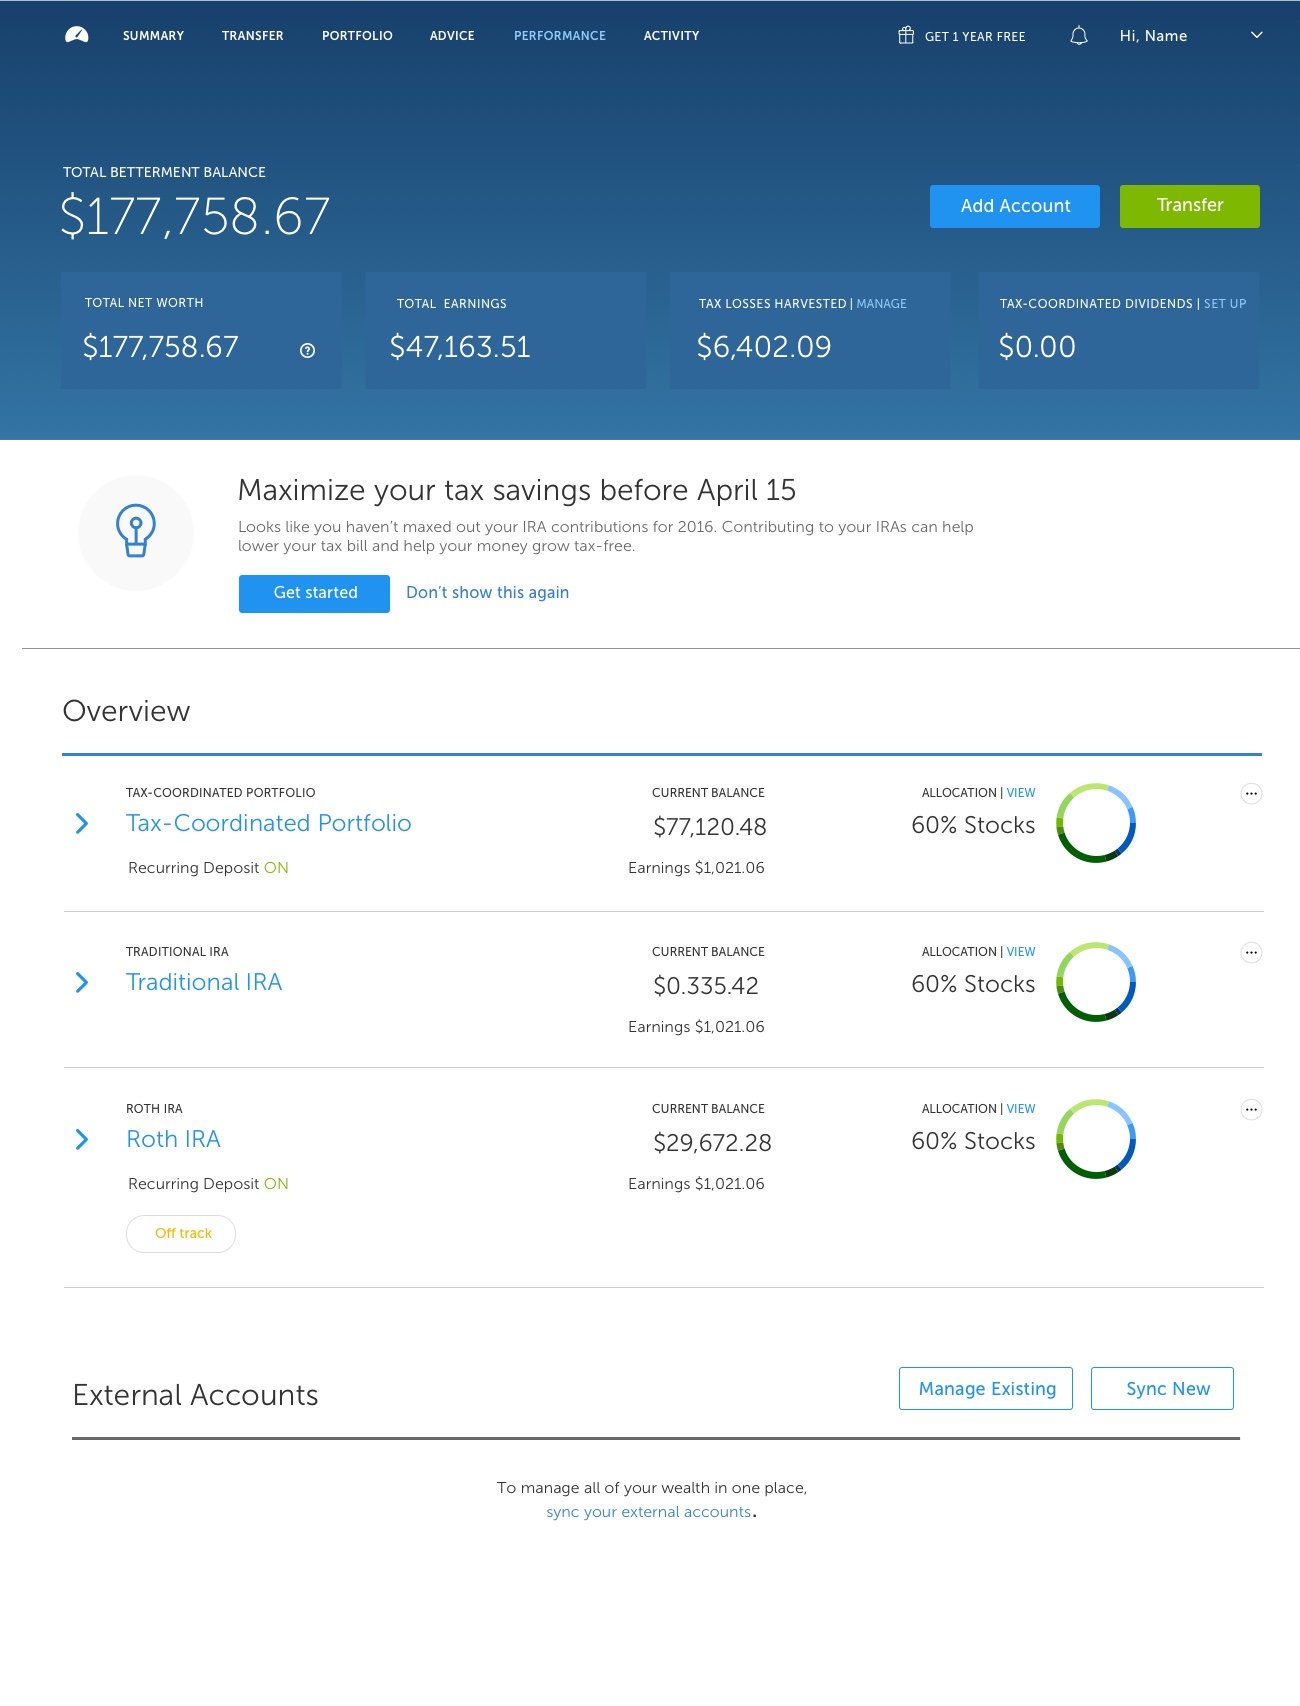 SUMMARY TRANSFER PORTFOLIO ADVICE PERFORMANCE ACTIVITY GET 1 YEAR FREE Hi, Name
TOTAL BETTERMENT BALANCE
$177,758.67
Add Account Transfer
TOTAL NET WORTH
$177,758.67 ?
TOTAL EARNINGS
$47,163.51
TAX LOSSES HARVESTED | MANAGE
$6,402.09
TAX-COORDINATED DIVIDENDS | SET UP
$0.00
Maximize your tax savings before April 15
Looks like you haven't maxed out your IRA contributions for 2016. Contributing to your IRAs can help
lower your tax bill and help your money grow tax-free.
Get started Don't show this again
Overview
TAX-COORDINATED PORTFOLIO CURRENT BALANCE ALLOCATION | VIEW
Tax-Coordinated Portfolio $77,120.48 60% Stocks
Recurring Deposit ON Earnings $1,021.06
TRADITIONAL IRA CURRENT BALANCE ALLOCATION | VIEW
Traditional IRA $0.335.42 60% Stocks
Earnings $1,021.06
ROTH IRA CURRENT BALANCE ALLOCATION | VIEW
Roth IRA $29,672.28 60% Stocks
Recurring Deposit ON Earnings $1,021.06
Off track
External Accounts Manage Existing Sync New
To manage all of your wealth in one place,
sync your external accounts.